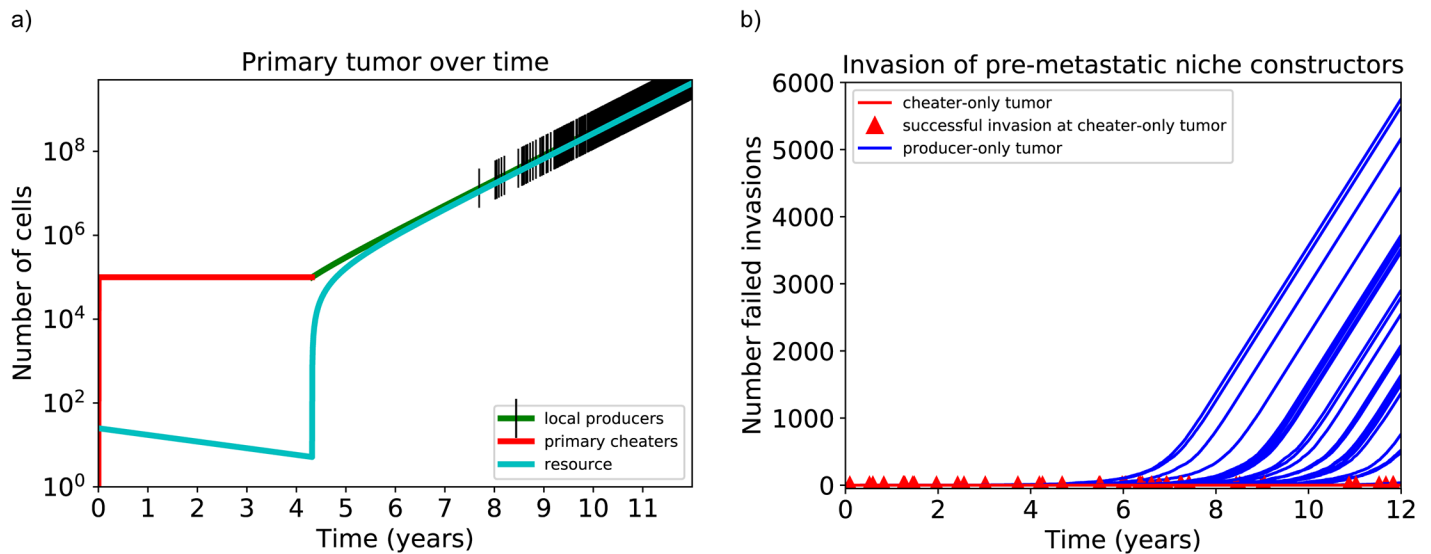 a)
Primary tumor over time
Number of cells
10^8
10^6
10^4
10^2
10^0
0 1 2 3 4 5 6 7 8 9 10 11
Time (years)
local producers
primary cheaters
resource
b)
Invasion of pre-metastatic niche constructors
Number failed invasions
6000
5000
4000
3000
2000
1000
0
0 2 4 6 8 10 12
Time (years)
cheater-only tumor
successful invasion at cheater-only tumor
producer-only tumor